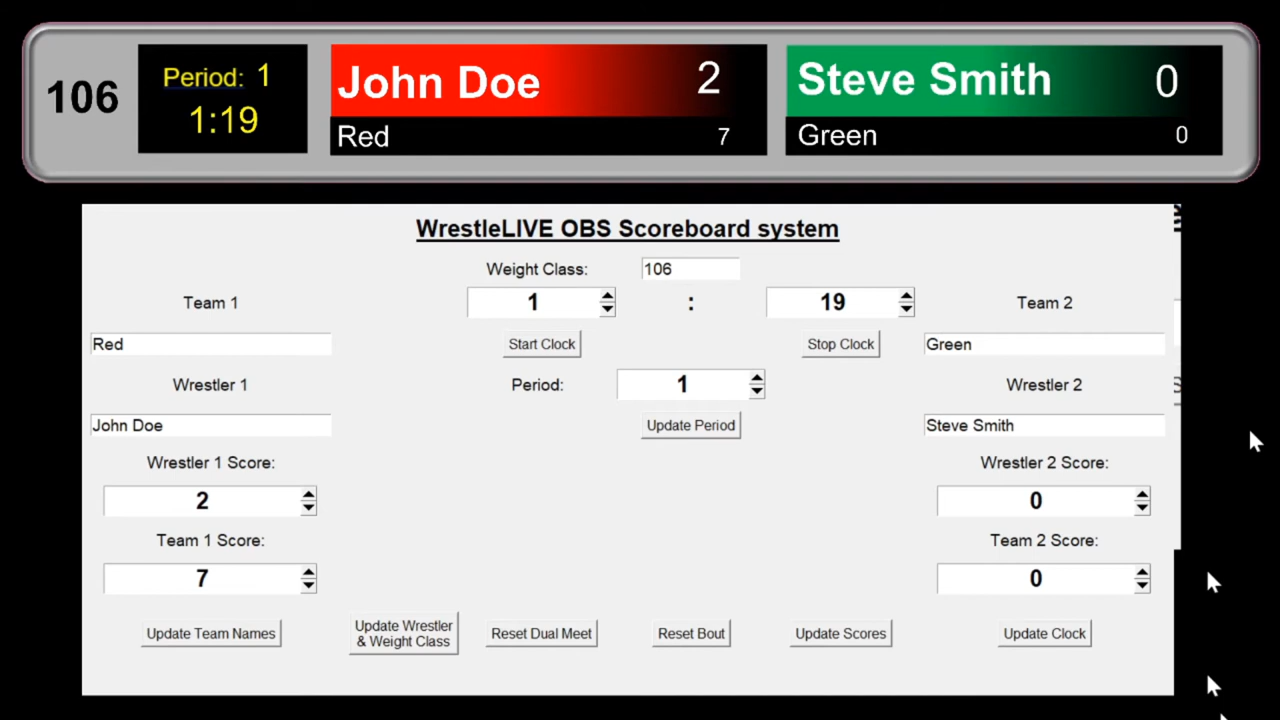 106
Period: 1
1:19
John Doe 2
Red 7
Steve Smith 0
Green 0
WrestleLIVE OBS Scoreboard system
Weight Class: 106
Team 1 1 : 19 Team 2
Red Start Clock Stop Clock Green
Wrestler 1 Period: 1 Wrestler 2
John Doe Update Period Steve Smith
Wrestler 1 Score: Wrestler 2 Score:
2 0
Team 1 Score: Team 2 Score:
7 0
Update Team Names
Update Wrestler
& Weight Class
Reset Dual Meet Reset Bout Update Scores Update Clock